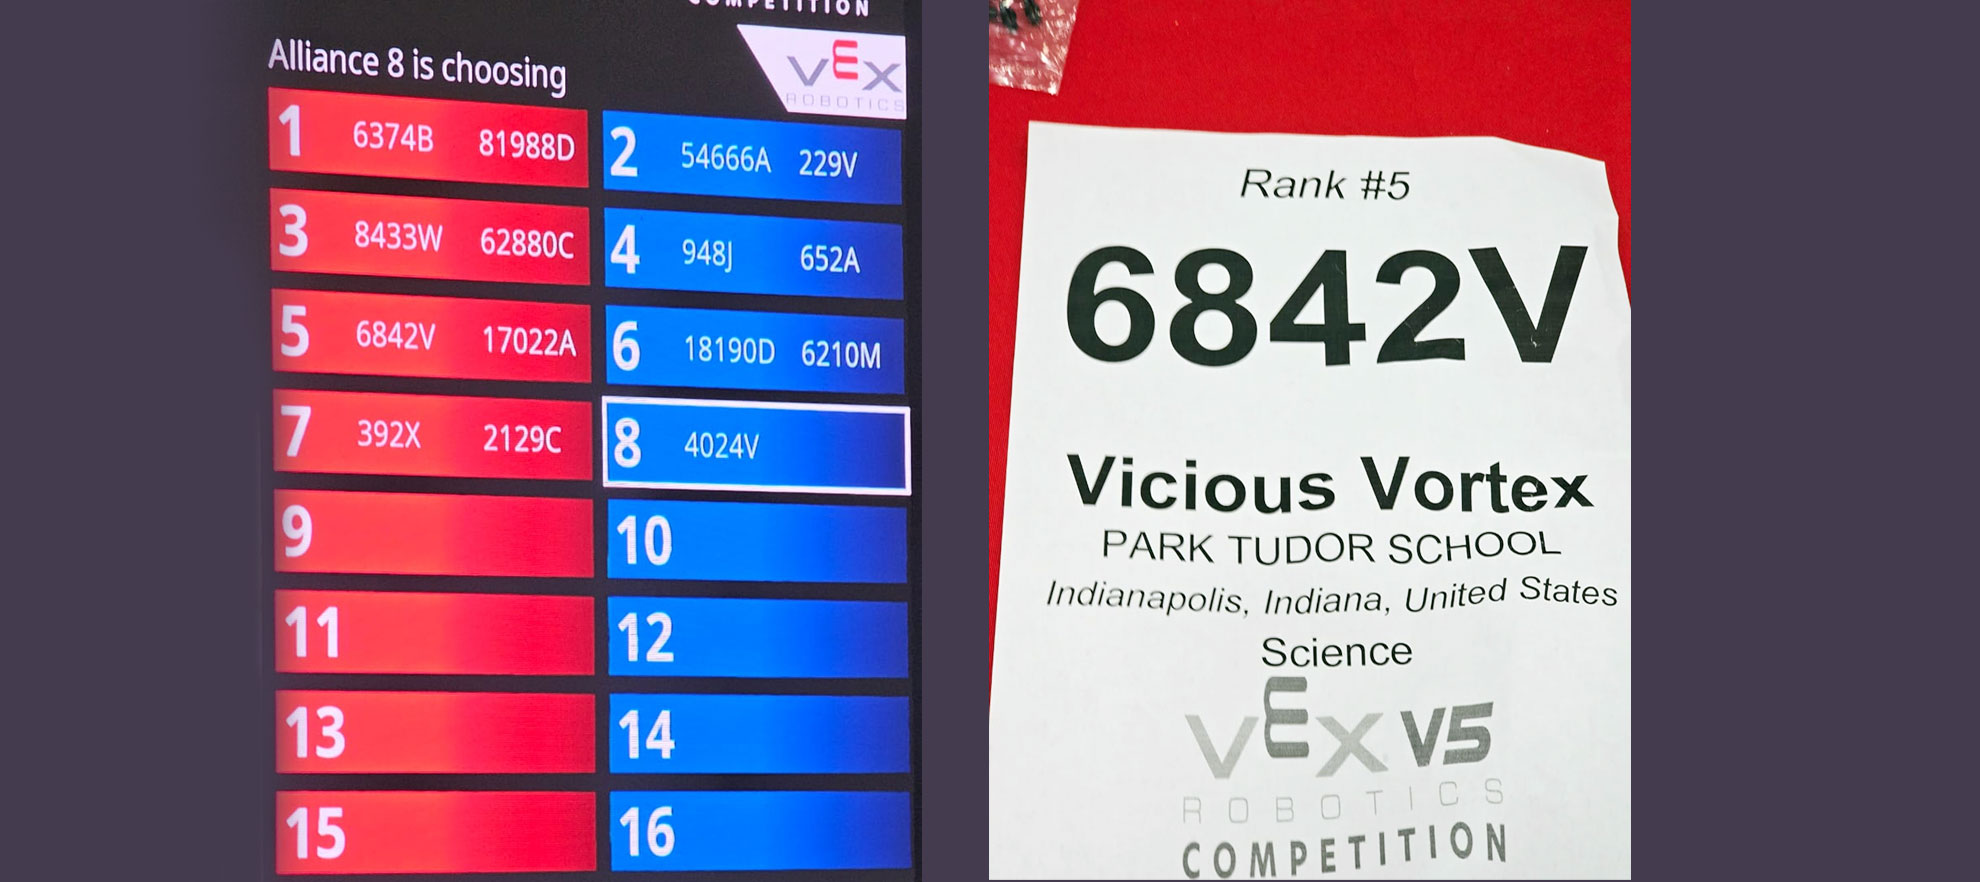 COMPETITION
Alliance 8 is choosing
VEX
ROBOTICS
1 6374B 81988D
2 54666A 229V
3 8433W 62880C
4 948J 652A
5 6842V 17022A
6 18190D 6210M
7 392X 2129C
8 4024V
9
10
11
12
13
14
15
16
Rank #5
6842V
Vicious Vortex
PARK TUDOR SCHOOL
Indianapolis, Indiana, United States
Science
VEX V5
ROBOTICS
COMPETITION